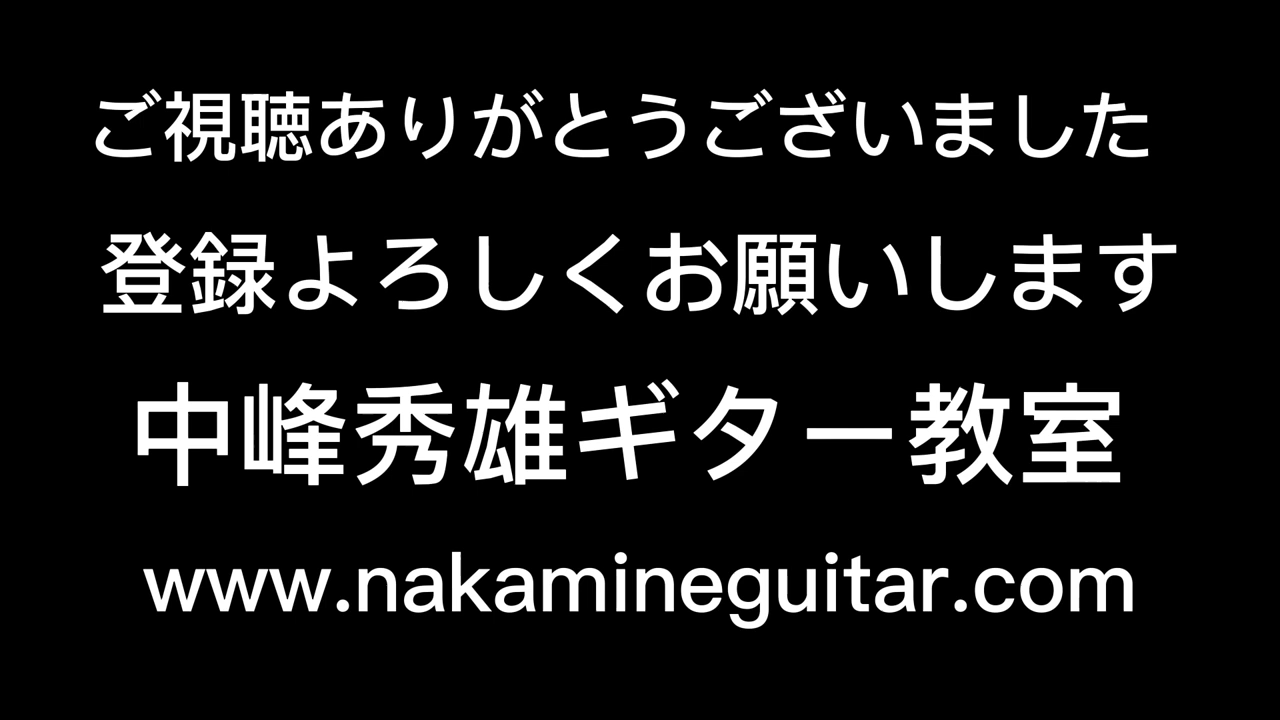 ご視聴ありがとうございました
登録よろしくお願いします
中峰秀雄ギター教室
www.nakamineguitar.com